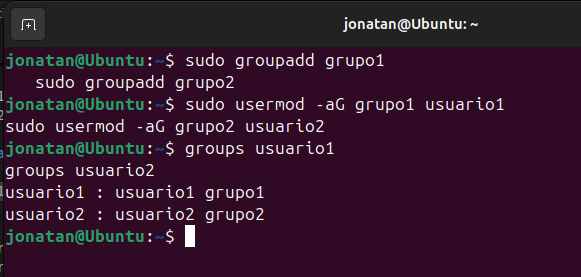 jonatan@Ubuntu: ~
jonatan@Ubuntu:~$ sudo groupadd grupo1
   sudo groupadd grupo2
jonatan@Ubuntu:~$ sudo usermod -aG grupo1 usuario1
sudo usermod -aG grupo2 usuario2
jonatan@Ubuntu:~$ groups usuario1
groups usuario2
usuario1 : usuario1 grupo1
usuario2 : usuario2 grupo2
jonatan@Ubuntu:~$